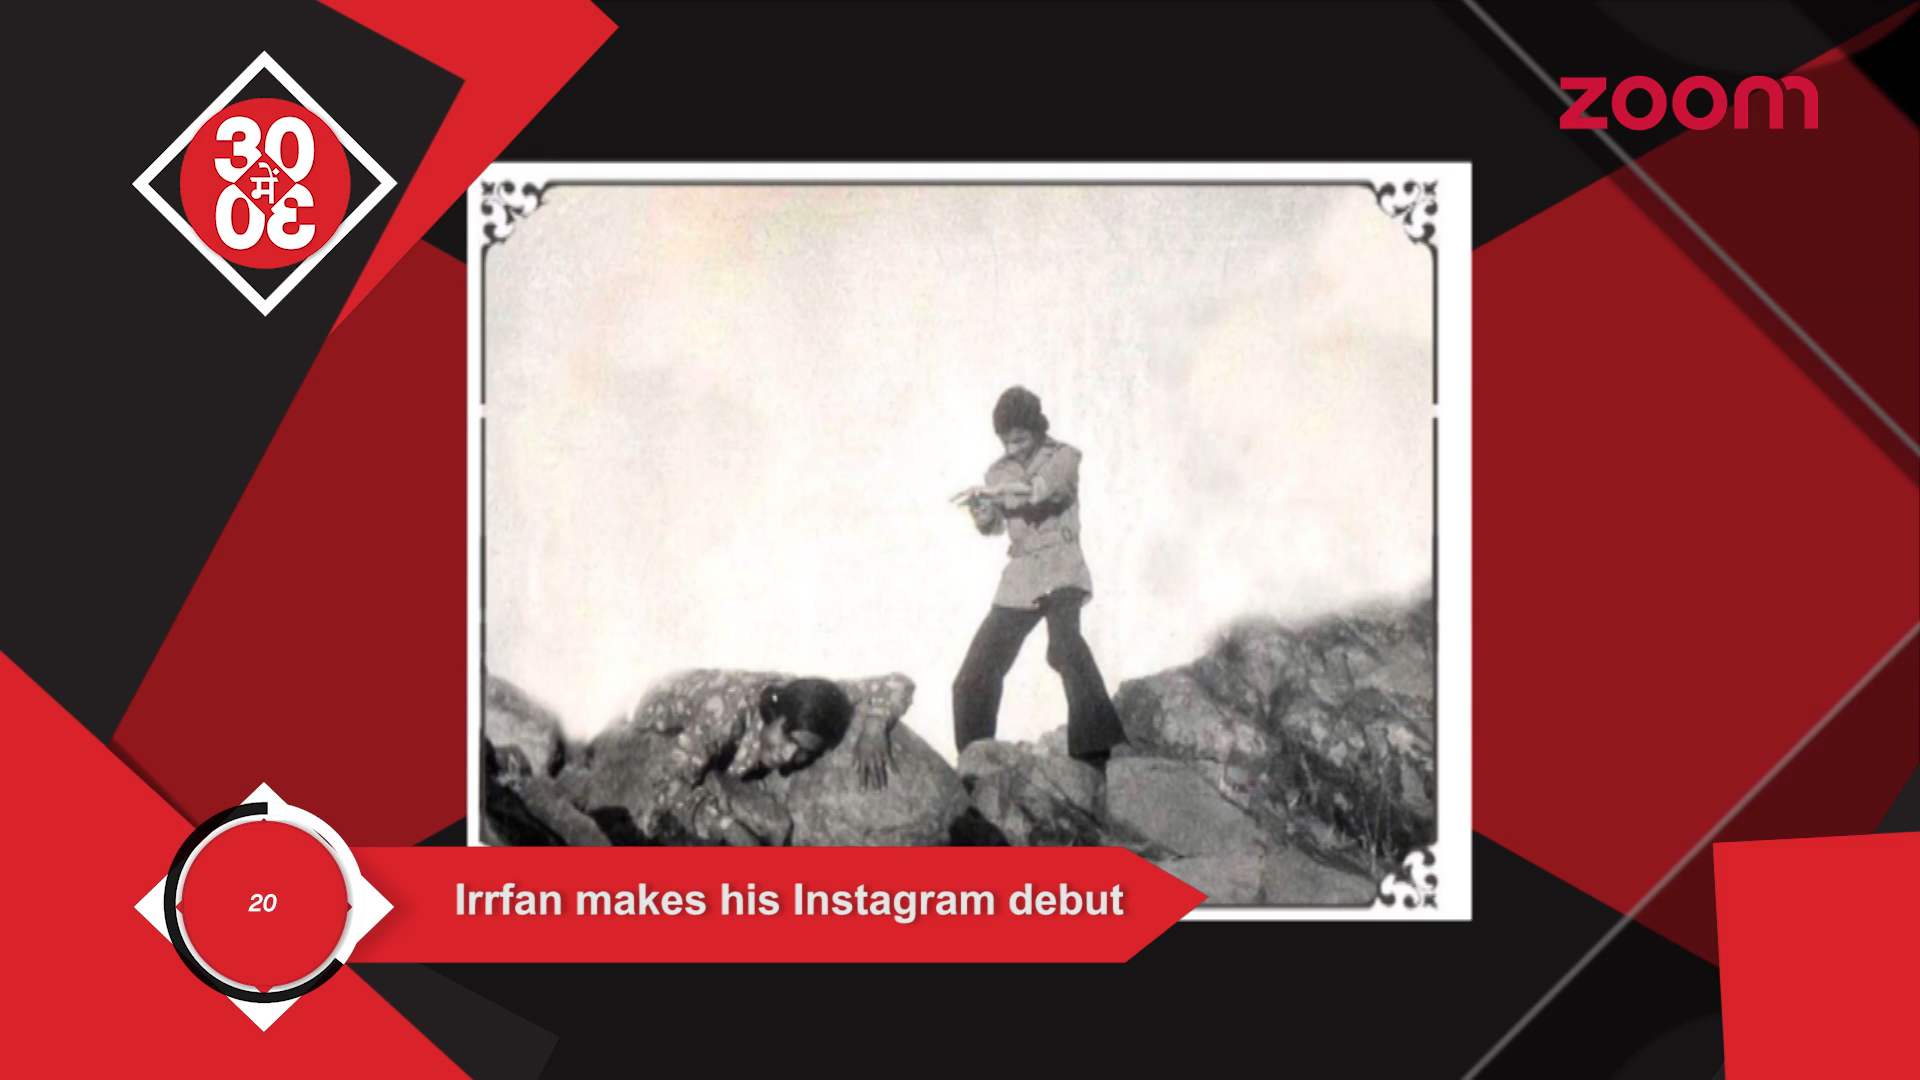 30
में
30
zoom
Irrfan makes his Instagram debut
20